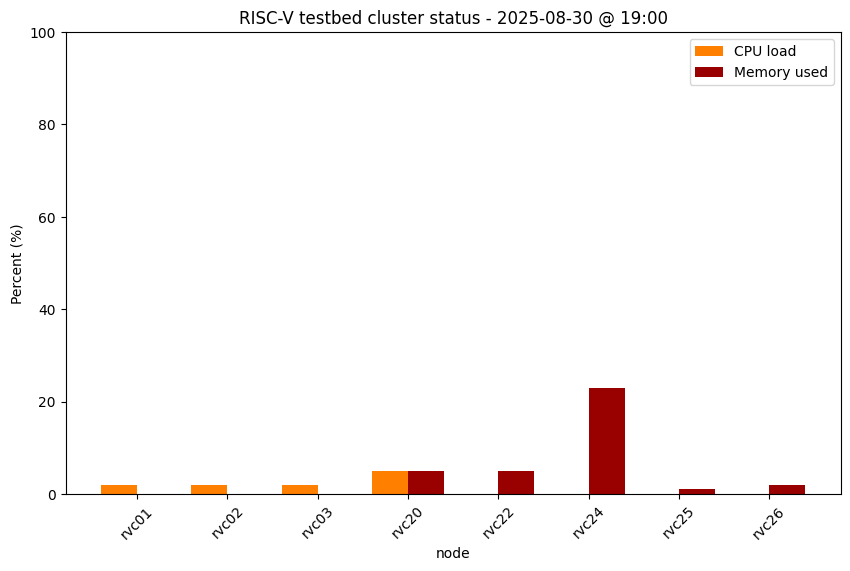 RISC-V testbed cluster status - 2025-08-30 @ 19:00
CPU load
Memory used
Percent (%)
100
80
60
40
20
0
rvc01
rvc02
rvc03
rvc20
rvc22
rvc24
rvc25
rvc26
node